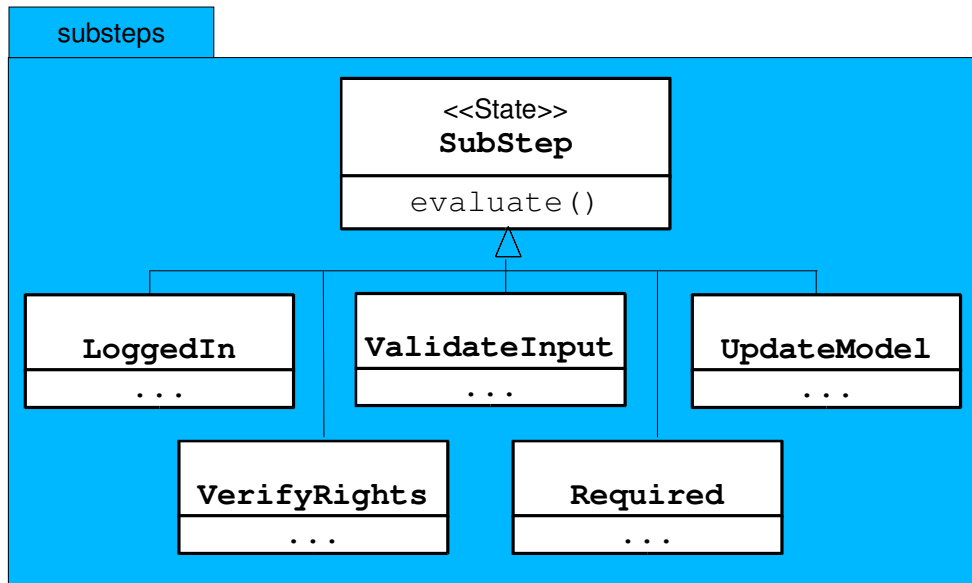 substeps
<<State>>
SubStep
evaluate()
LoggedIn
...
ValidateInput
...
UpdateModel
...
VerifyRights
...
Required
...